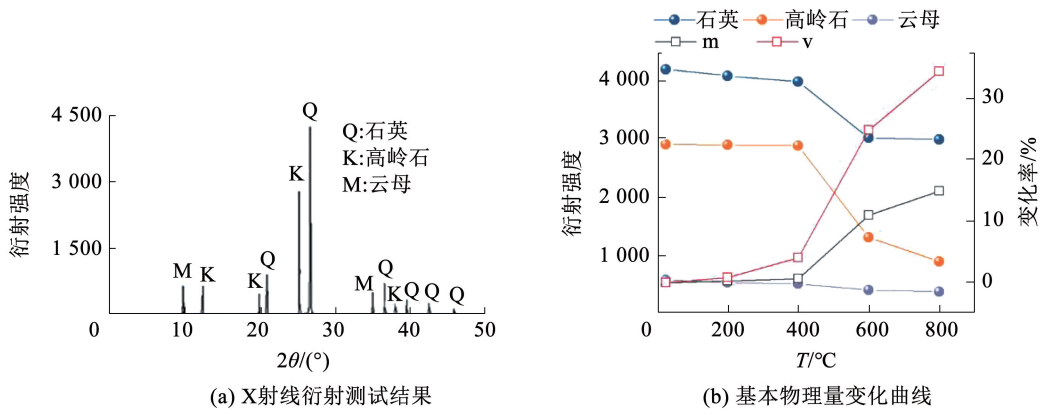 4 500
3 000
1 500
0
衍射强度
Q:石英
K:高岭石
M:云母
M
K
K
Q
K
Q
M
Q
K
Q
Q
Q
10
20
30
40
50
2θ/(°)
(a) X射线衍射测试结果
石英
高岭石
云母
m
v
4 000
3 000
2 000
1 000
衍射强度
30
20
10
0
变化率/%
0
200
400
600
800
T/℃
(b) 基本物理量变化曲线